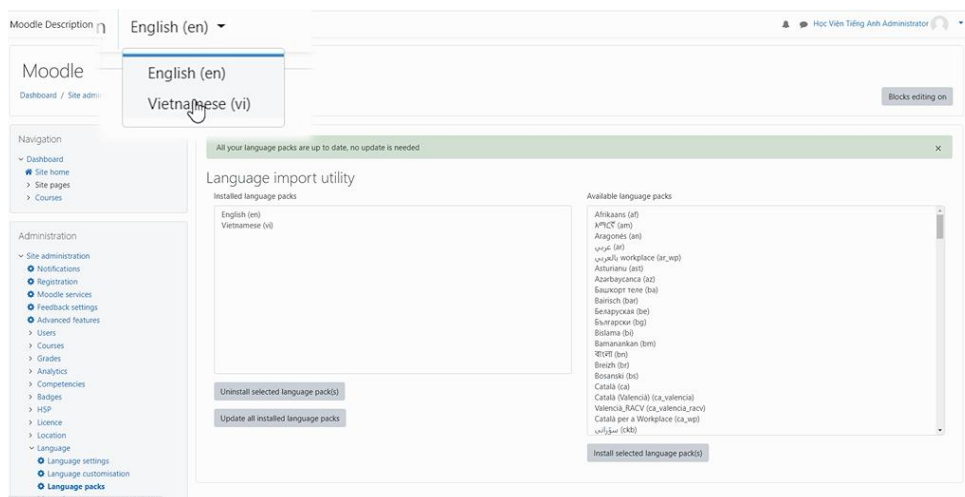 Moodle Description
English (en)
English (en)
Vietnamese (vi)
Học Viện Tiếng Anh Administrator
Moodle
Dashboard / Site admi
Blocks editing on
Navigation
Dashboard
Site home
Site pages
Courses
Administration
Site administration
Notifications
Registration
Moodle services
Feedback settings
Advanced features
Users
Courses
Grades
Analytics
Competencies
Badges
H5P
Licence
Location
Language
Language settings
Language customisation
Language packs
All your language packs are up to date, no update is needed
×
Language import utility
Installed language packs
English (en)
Vietnamese (vi)
Uninstall selected language pack(s)
Update all installed language packs
Available language packs
Afrikaans (af)
አማርኛ (am)
Aragonés (an)
عربي (ar)
بالعربي workplace (ar_wp)
Asturianu (ast)
Azərbaycanca (az)
Башҡорт теле (ba)
Bairisch (bar)
Беларуская (be)
Български (bg)
Bislama (bi)
Bamanankan (bm)
বাংলা (bn)
Breizh (br)
Bosanski (bs)
Català (ca)
Català (Valencià) (ca_valencia)
Valencià_RACV (ca_valencia_racv)
Català per a Workplace (ca_wp)
سۆرانی (ckb)
Install selected language pack(s)